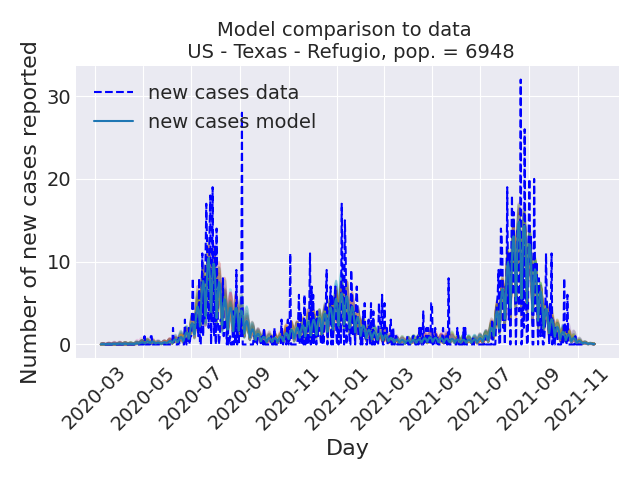 Model comparison to data
US - Texas - Refugio, pop. = 6948
Number of new cases reported
30
20
10
0
new cases data
new cases model
2020-03
2020-05
2020-07
2020-09
2020-11
2021-01
2021-03
2021-05
2021-07
2021-09
2021-11
Day